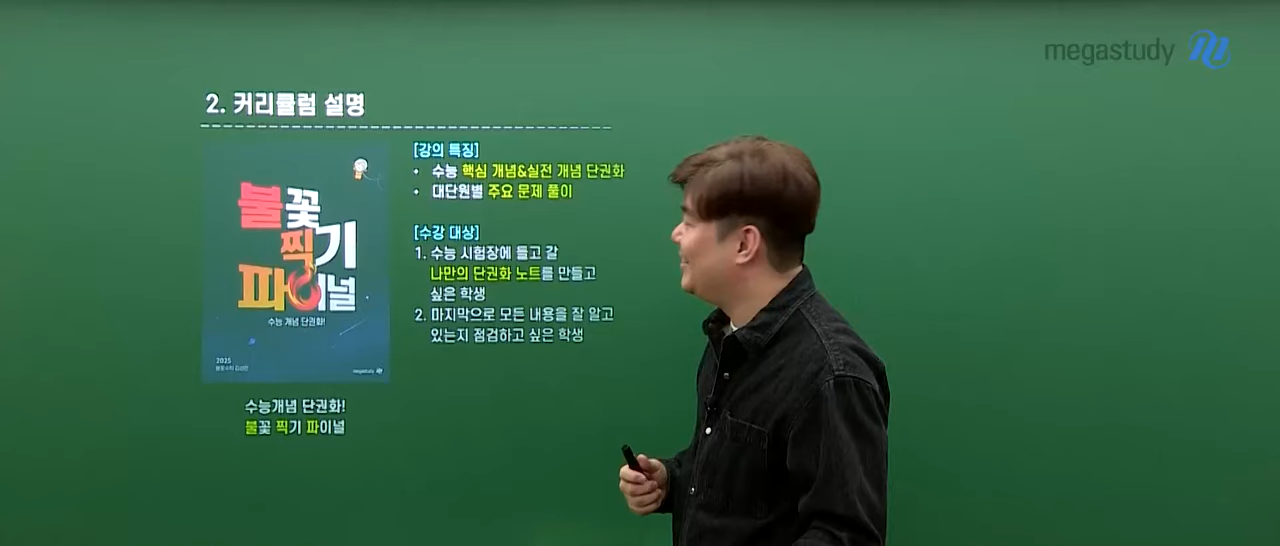 megastudy
2. 커리큘럼 설명
[강의 특징]
• 수능 핵심 개념&실전 개념 단권화
• 대단원별 주요 문제 풀이
[수강 대상]
1. 수능 시험장에 들고 갈
나만의 단권화 노트를 만들고
싶은 학생
2. 마지막으로 모든 내용을 잘 알고
있는지 점검하고 싶은 학생
불꽃
찍기
파이널
수능 개념 단권화!
2025
megastudy
수능개념 단권화!
불꽃 찍기 파이널